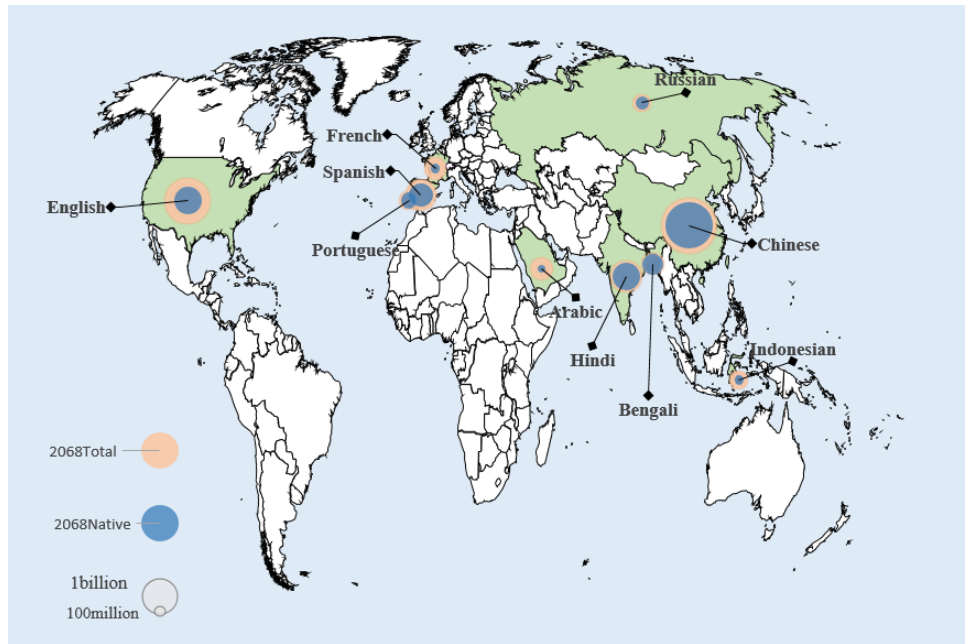 Russian
French
Spanish
English
Portuguese
Chinese
Arabic
Hindi
Indonesian
Bengali
2068Total
2068Native
1billion
100million